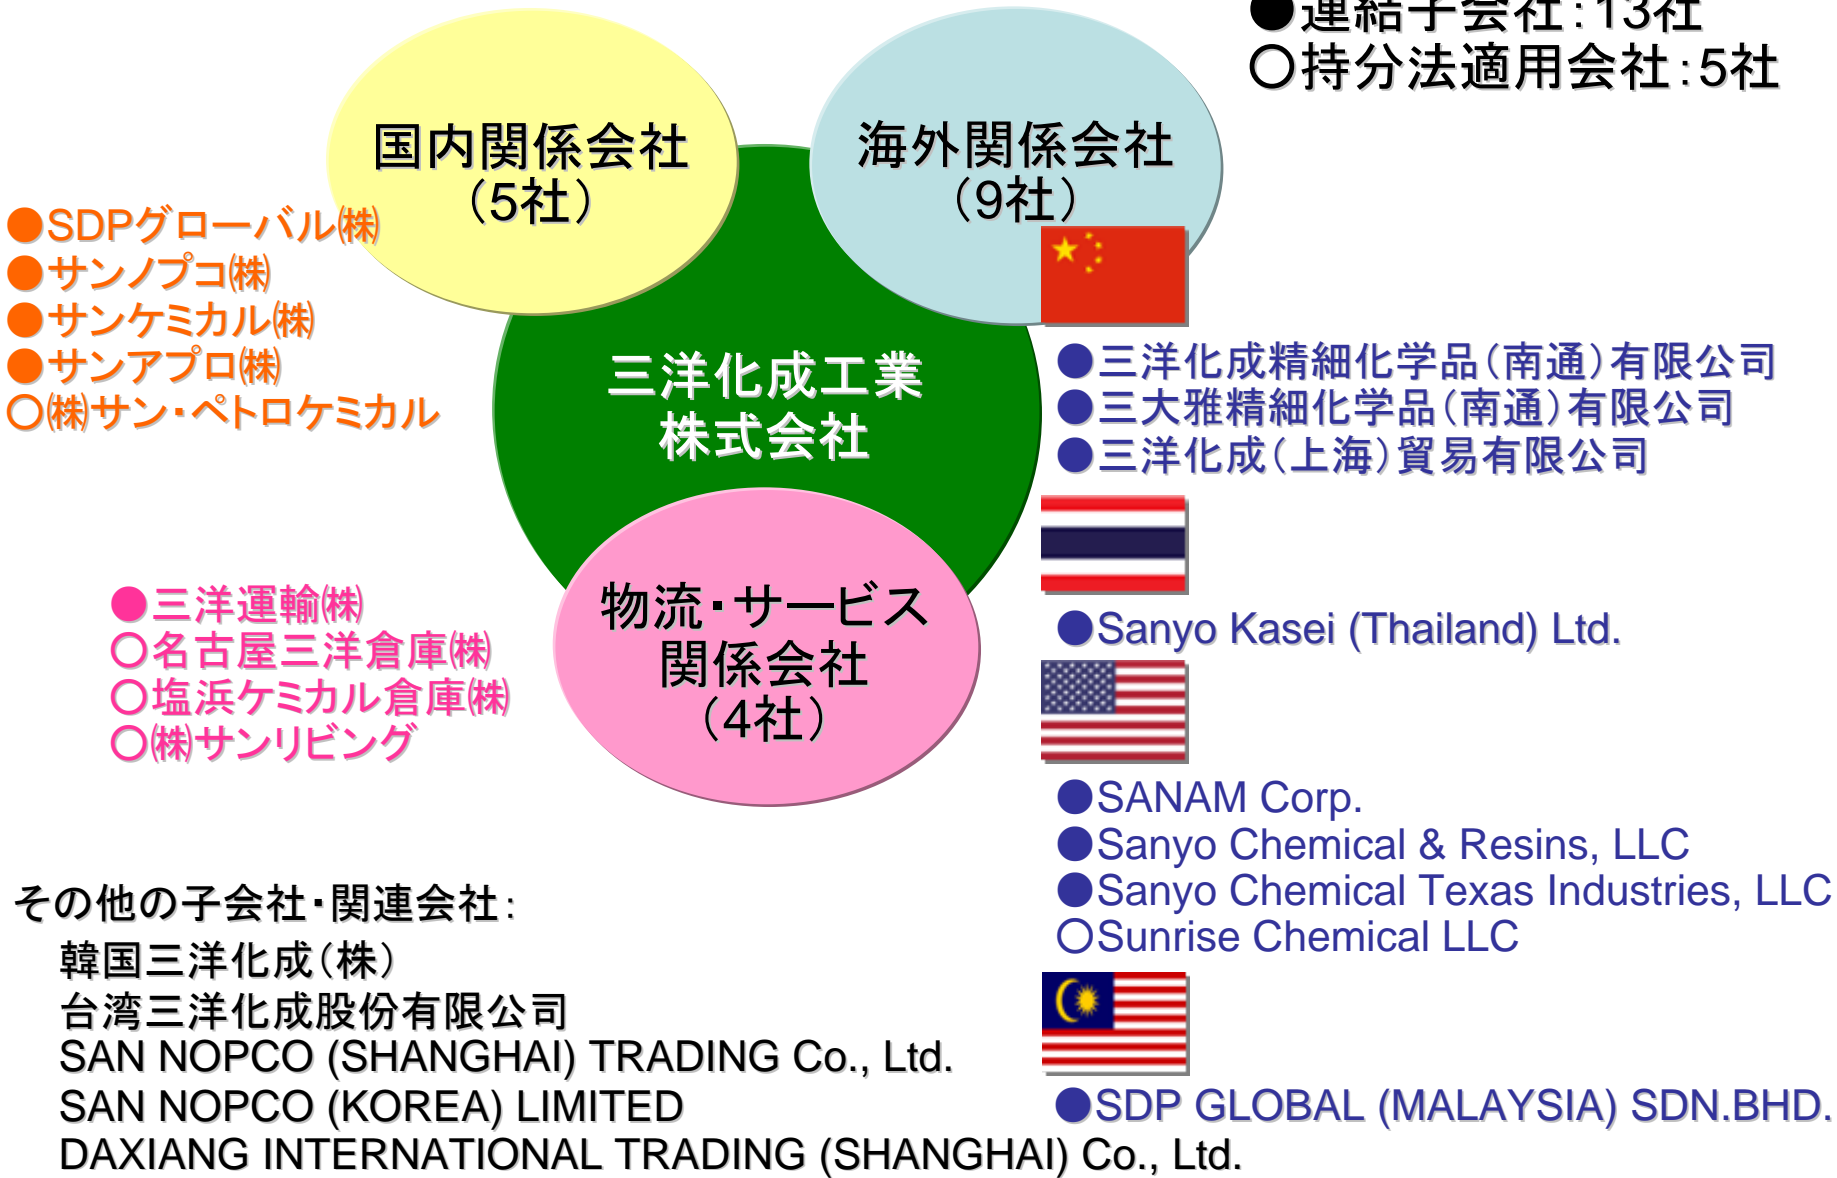 ●連結子会社：13社
○持分法適用会社：5社
国内関係会社
（5社）
海外関係会社
（9社）
●SDPグローバル㈱
●サンノプコ㈱
●サンケミカル㈱
●サンアプロ㈱
○㈱サン・ペトロケミカル
三洋化成工業
株式会社
●三洋化成精細化学品（南通）有限公司
●三大雅精細化学品（南通）有限公司
●三洋化成（上海）貿易有限公司
●Sanyo Kasei (Thailand) Ltd.
●三洋運輸㈱
○名古屋三洋倉庫㈱
○塩浜ケミカル倉庫㈱
○㈱サンリビング
物流・サービス
関係会社
（4社）
●SANAM Corp.
●Sanyo Chemical & Resins, LLC
●Sanyo Chemical Texas Industries, LLC
○Sunrise Chemical LLC
●SDP GLOBAL (MALAYSIA) SDN.BHD.
その他の子会社・関連会社：
韓国三洋化成（株）
台湾三洋化成股份有限公司
SAN NOPCO (SHANGHAI) TRADING Co., Ltd.
SAN NOPCO (KOREA) LIMITED
DAXIANG INTERNATIONAL TRADING (SHANGHAI) Co., Ltd.